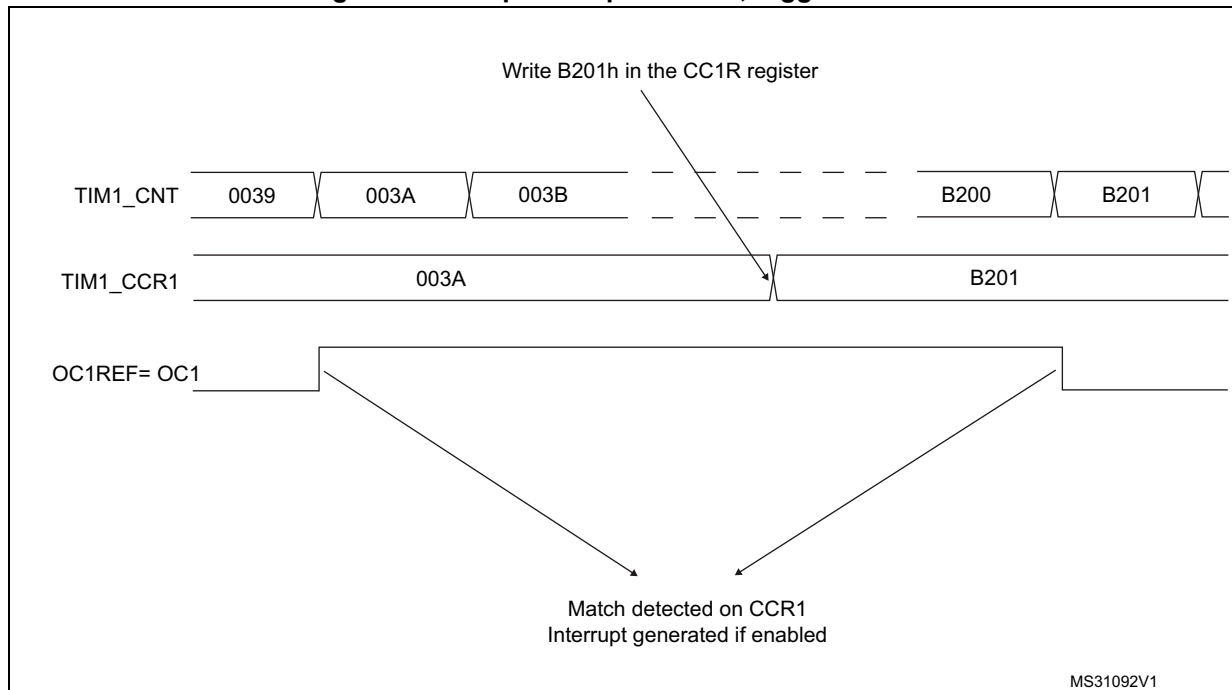 Write B201h in the CC1R register
TIM1_CNT 0039 003A 003B B200 B201
TIM1_CCR1 003A B201
OC1REF= OC1
Match detected on CCR1
Interrupt generated if enabled
MS31092V1